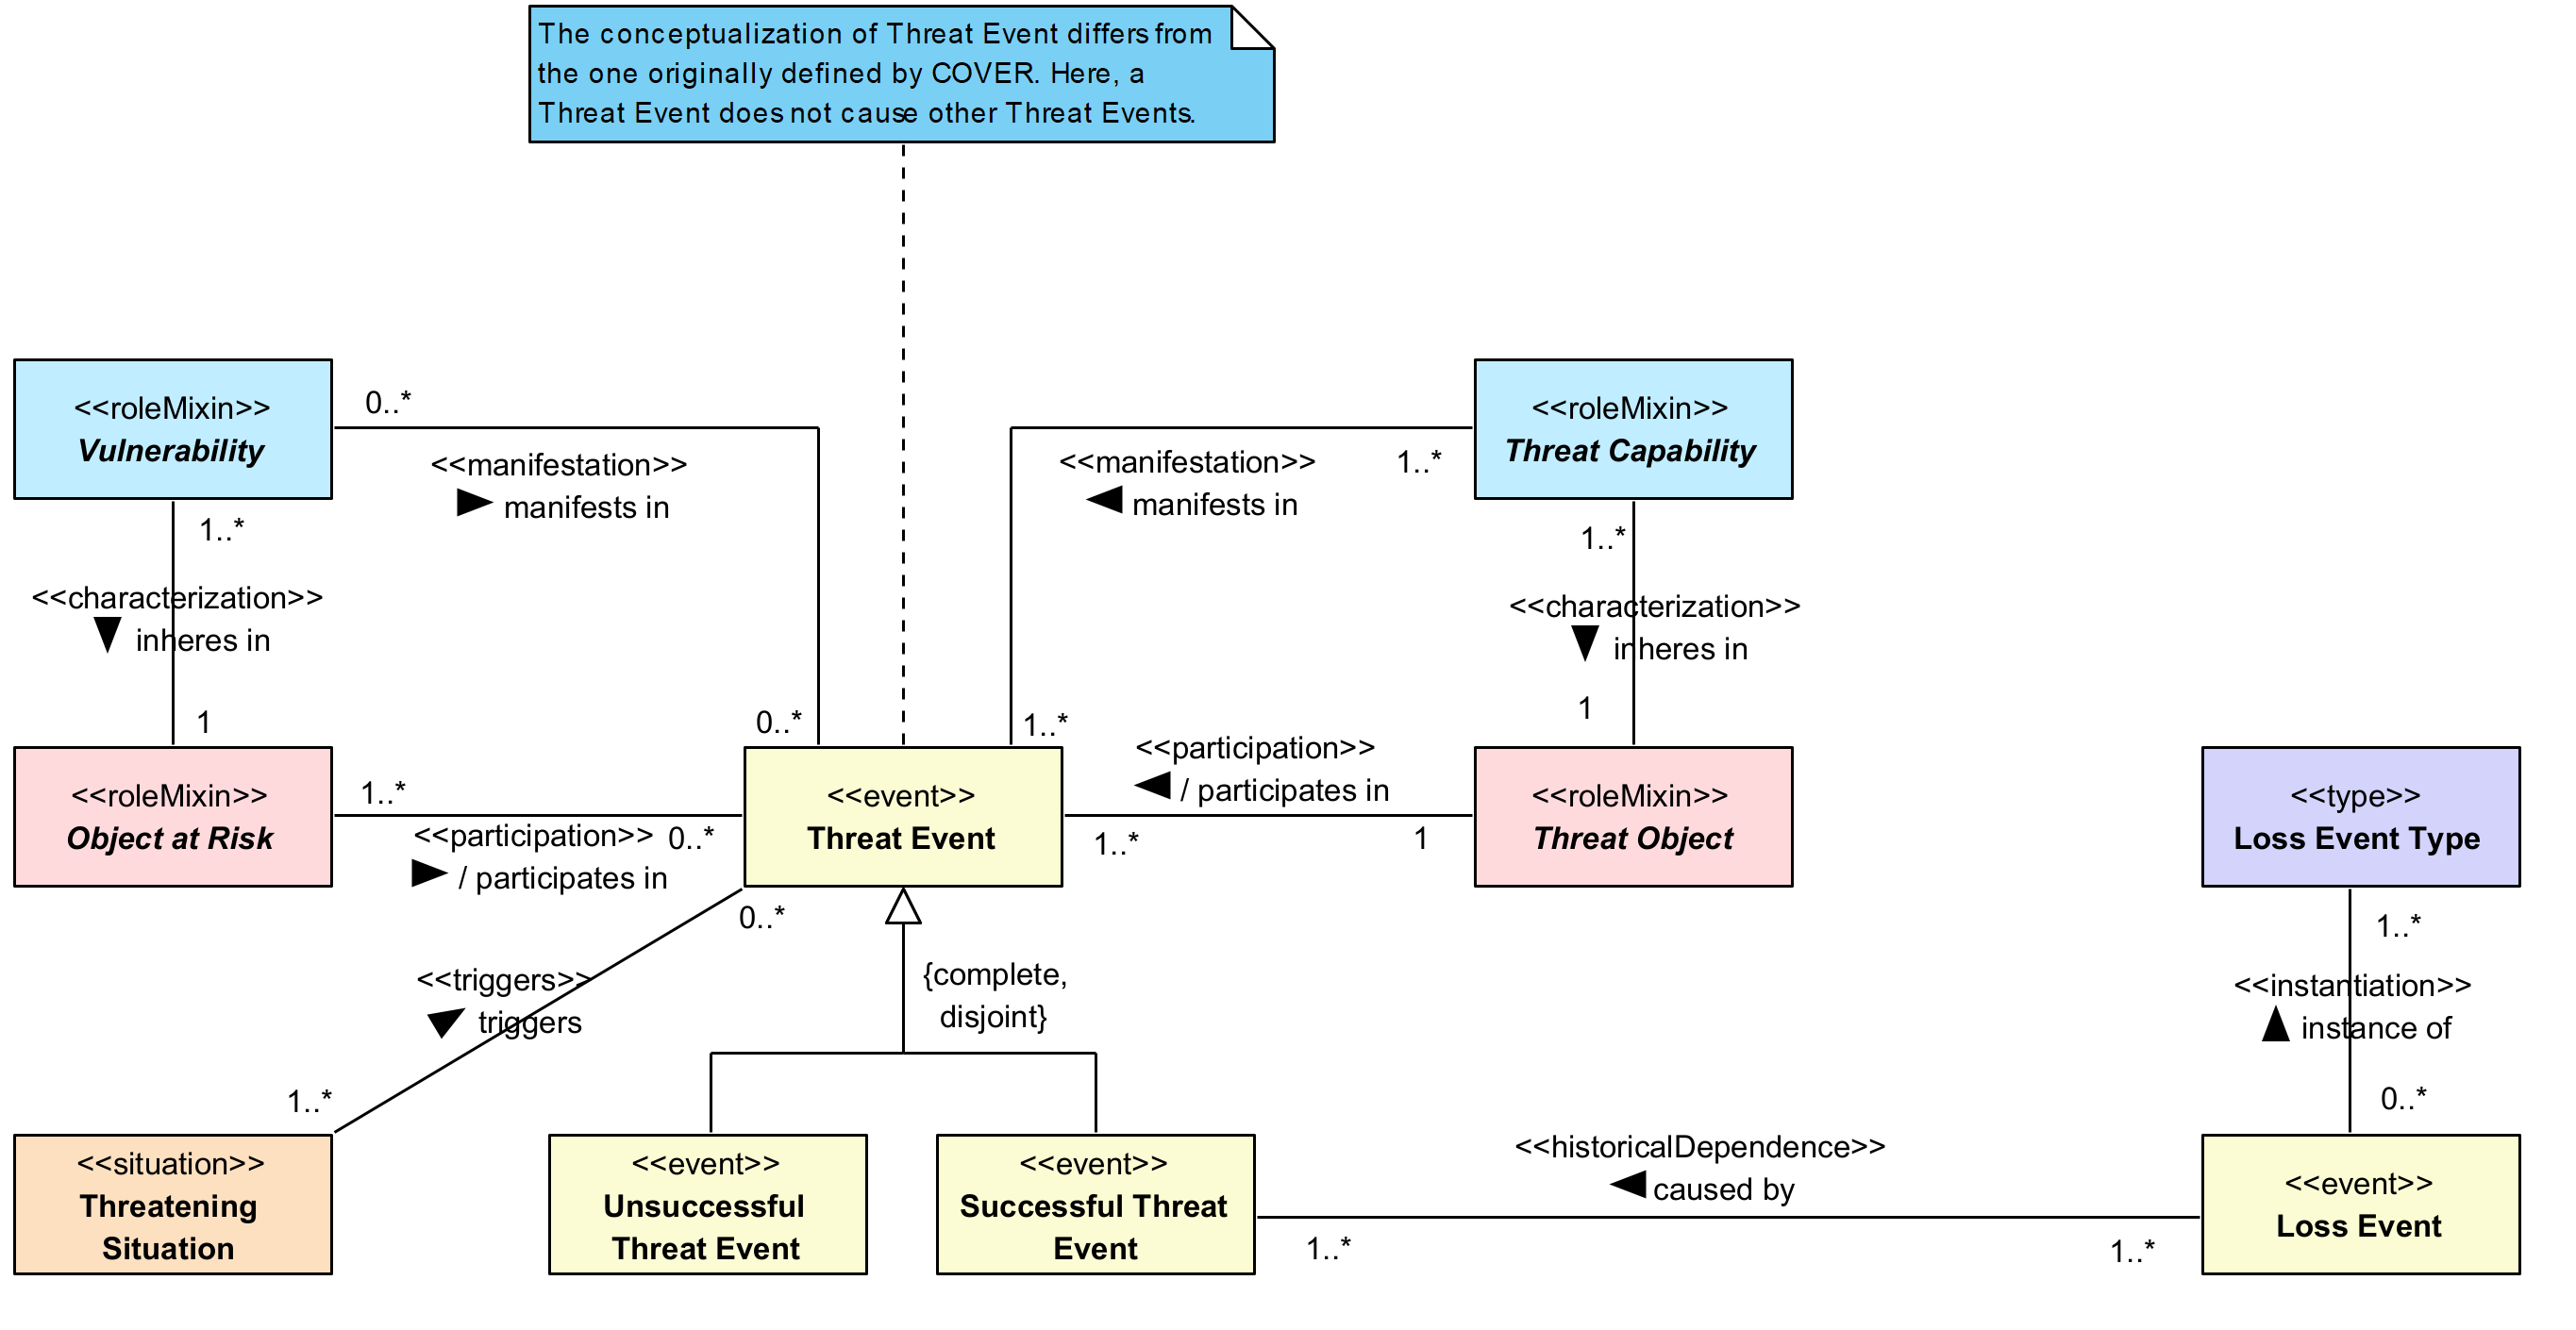 The conceptualization of Threat Event differs from
the one originally defined by COVER. Here, a
Threat Event does not cause other Threat Events.
<<roleMixin>>
Vulnerability
0..*
<<manifestation>>
manifests in
<<manifestation>>
manifests in
1..*
<<roleMixin>>
Threat Capability
1..*
<<characterization>>
inheres in
1
0..*
1..*
1..*
<<characterization>>
inheres in
1
<<roleMixin>>
Object at Risk
1..*
<<participation>>
/ participates in
0..*
<<event>>
Threat Event
<<participation>>
/ participates in
1..*
1
<<roleMixin>>
Threat Object
<<type>>
Loss Event Type
0..*
<<triggers>>
triggers
1..*
{complete,
disjoint}
1..*
<<instantiation>>
instance of
0..*
<<situation>>
Threatening
Situation
<<event>>
Unsuccessful
Threat Event
<<event>>
Successful Threat
Event
<<historicalDependence>>
caused by
1..*
1..*
<<event>>
Loss Event